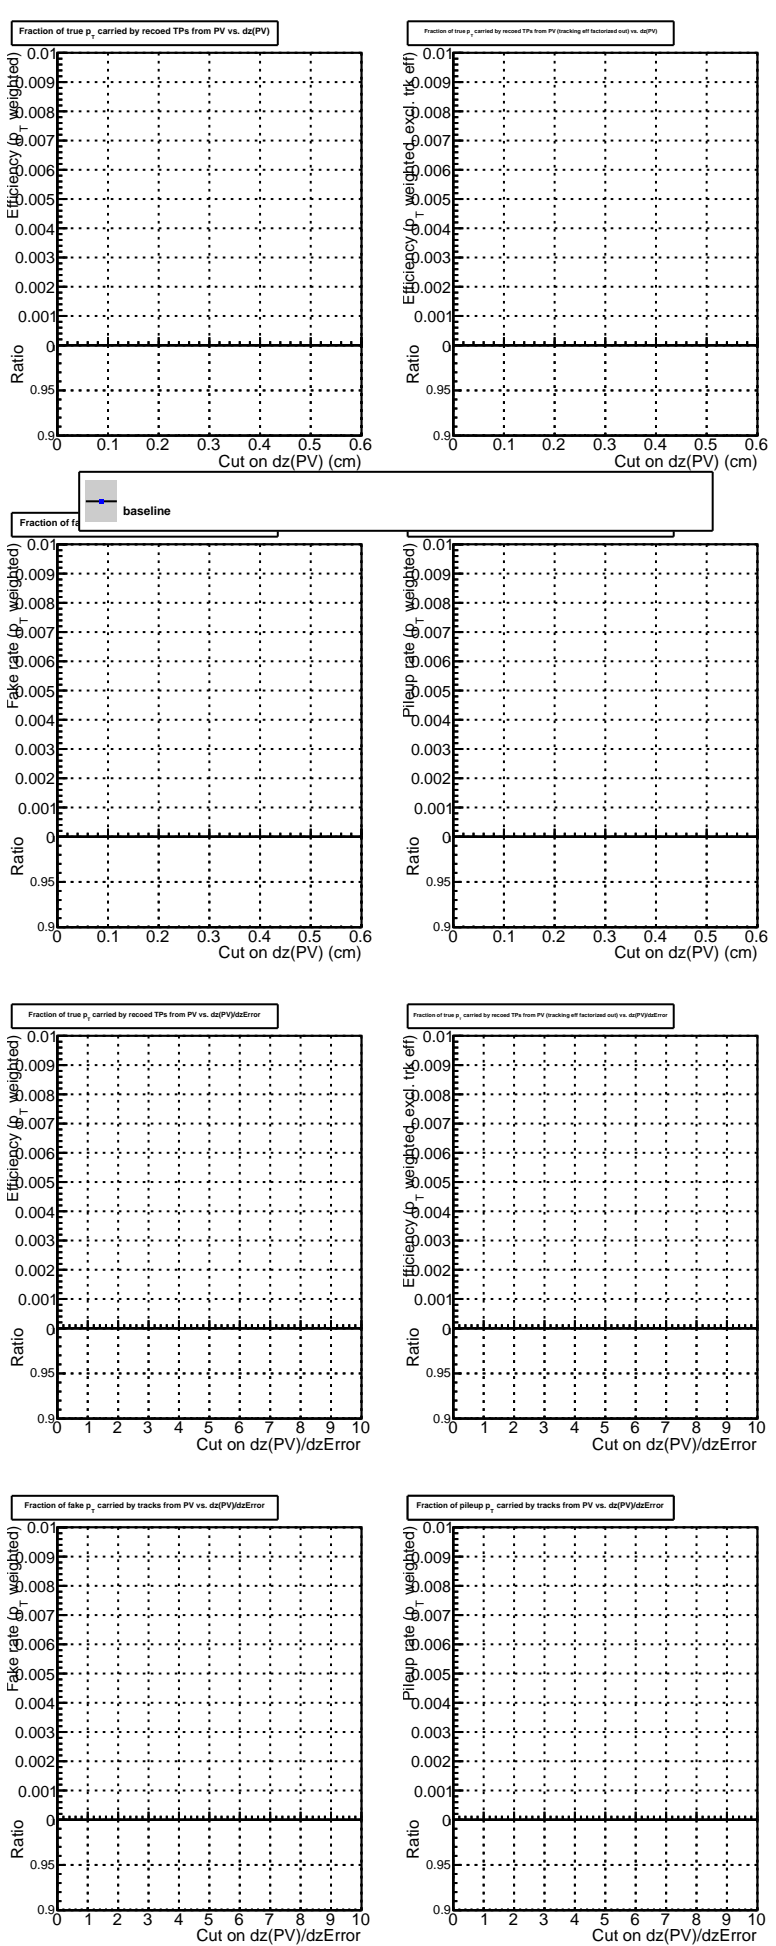 Fraction of true pT carried by recoed TPs from PV vs. dz(PV)
Efficiency (pT weighted)
0.01
0.009
0.008
0.007
0.006
0.005
0.004
0.003
0.002
0.001
0
Ratio
0.95
0.9
0 0.1 0.2 0.3 0.4 0.5 0.6
Cut on dz(PV) (cm)
Fraction of true pT carried by recoed TPs from PV (tracking eff factorized out) vs. dz(PV)
Efficiency (pT weighted, excl. trk eff)
0.01
0.009
0.008
0.007
0.006
0.005
0.004
0.003
0.002
0.001
0
Ratio
0.95
0.9
0 0.1 0.2 0.3 0.4 0.5 0.6
Cut on dz(PV) (cm)
baseline
Fraction of fa
Fake rate (pT weighted)
0.01
0.009
0.008
0.007
0.006
0.005
0.004
0.003
0.002
0.001
0
Ratio
0.95
0.9
0 0.1 0.2 0.3 0.4 0.5 0.6
Cut on dz(PV) (cm)
Pileup rate (pT weighted)
0.01
0.009
0.008
0.007
0.006
0.005
0.004
0.003
0.002
0.001
0
Ratio
0.95
0.9
0 0.1 0.2 0.3 0.4 0.5 0.6
Cut on dz(PV) (cm)
Fraction of true pT carried by recoed TPs from PV vs. dz(PV)/dzError
Efficiency (pT weighted)
0.01
0.009
0.008
0.007
0.006
0.005
0.004
0.003
0.002
0.001
0
Ratio
0.95
0.9
0 1 2 3 4 5 6 7 8 9 10
Cut on dz(PV)/dzError
Fraction of true pT carried by recoed TPs from PV (tracking eff factorized out) vs. dz(PV)/dzError
Efficiency (pT weighted, excl. trk eff)
0.01
0.009
0.008
0.007
0.006
0.005
0.004
0.003
0.002
0.001
0
Ratio
0.95
0.9
0 1 2 3 4 5 6 7 8 9 10
Cut on dz(PV)/dzError
Fraction of fake pT carried by tracks from PV vs. dz(PV)/dzError
Fake rate (pT weighted)
0.01
0.009
0.008
0.007
0.006
0.005
0.004
0.003
0.002
0.001
0
Ratio
0.95
0.9
0 1 2 3 4 5 6 7 8 9 10
Cut on dz(PV)/dzError
Fraction of pileup pT carried by tracks from PV vs. dz(PV)/dzError
Pileup rate (pT weighted)
0.01
0.009
0.008
0.007
0.006
0.005
0.004
0.003
0.002
0.001
0
Ratio
0.95
0.9
0 1 2 3 4 5 6 7 8 9 10
Cut on dz(PV)/dzError